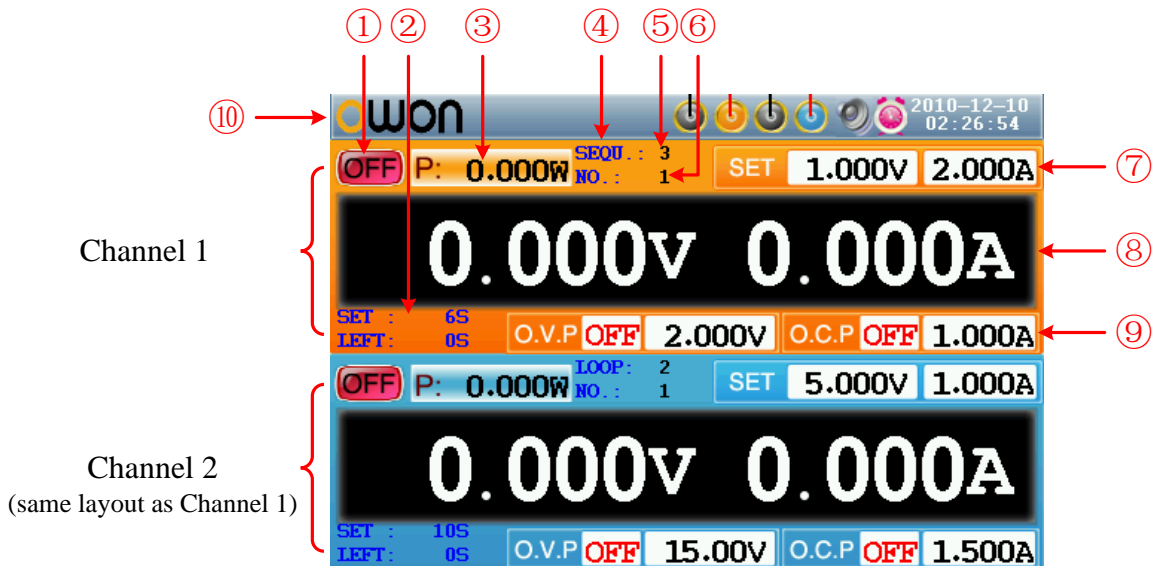 ① ② ③ ④ ⑤ ⑥
⑩ owon 2010-12-10
02:26:54
OFF P: 0.000W SEQU.: 3 SET 1.000V 2.000A ⑦
NO.: 1
Channel 1 0.000V 0.000A ⑧
SET : 6S
LEFT: 0S O.V.P OFF 2.000V O.C.P OFF 1.000A ⑨
OFF P: 0.000W LOOP: 2 SET 5.000V 1.000A
NO.: 1
Channel 2 0.000V 0.000A
(same layout as Channel 1)
SET : 10S
LEFT: 0S O.V.P OFF 15.00V O.C.P OFF 1.500A